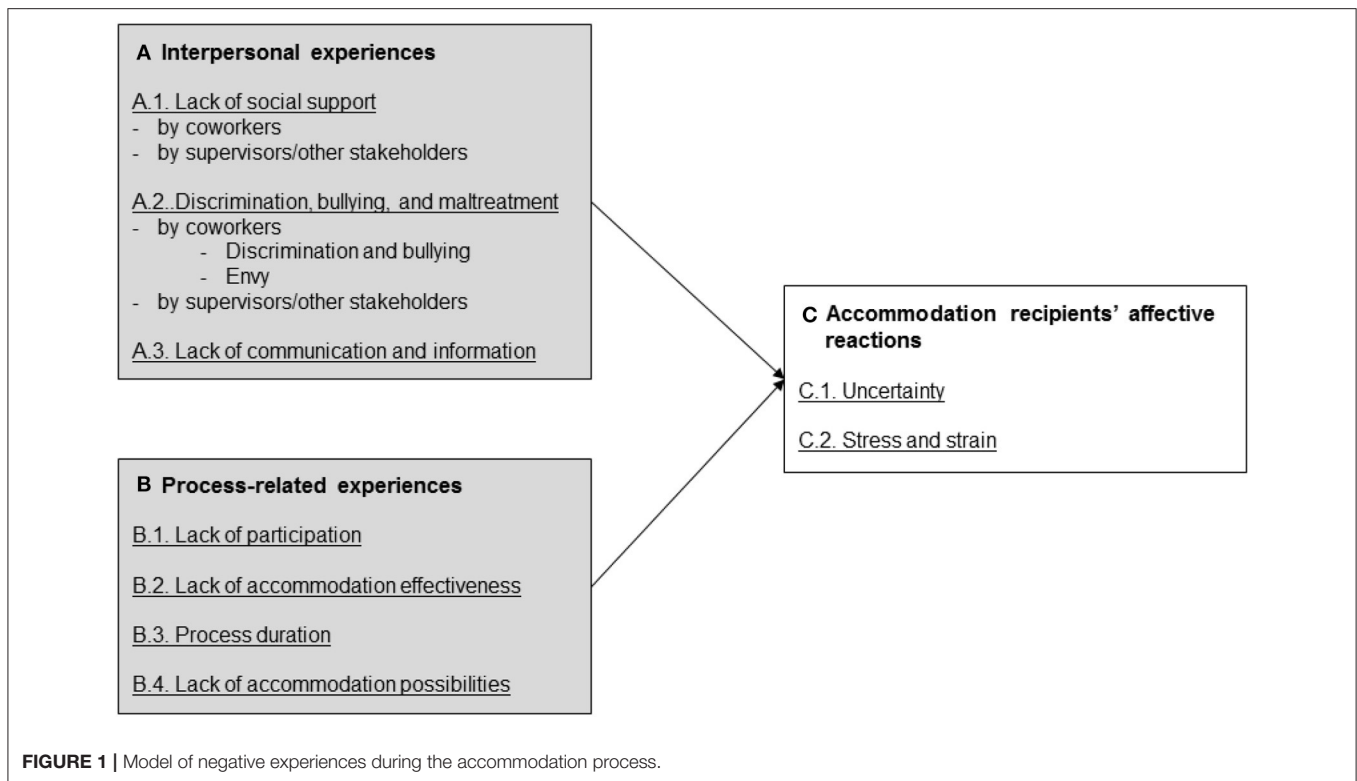 A Interpersonal experiences
A.1. Lack of social support
- by coworkers
- by supervisors/other stakeholders
A.2..Discrimination, bullying, and maltreatment
- by coworkers
- Discrimination and bullying
- Envy
- by supervisors/other stakeholders
A.3. Lack of communication and information
B Process-related experiences
B.1. Lack of participation
B.2. Lack of accommodation effectiveness
B.3. Process duration
B.4. Lack of accommodation possibilities
C Accommodation recipients' affective
reactions
C.1. Uncertainty
C.2. Stress and strain
FIGURE 1 | Model of negative experiences during the accommodation process.